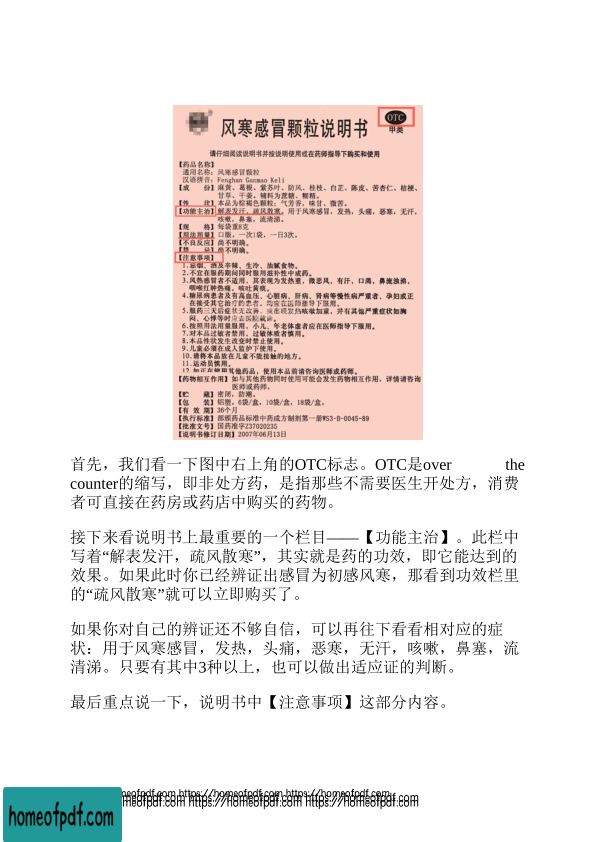 OTC
甲类
风寒感冒颗粒说明书
请仔细阅读说明书并按说明使用或在药师指导下购买和使用
【药品名称】
通用名称：风寒感冒颗粒
汉语拼音：Fenghan Ganmao Keli
【成 份】麻黄、葛根、紫苏叶、防风、桂枝、白芷、陈皮、苦杏仁、桔梗、
甘草、干姜。辅料为蔗糖、糊精。
【性 状】本品为棕褐色颗粒；气芳香，味甘、微苦。
【功能主治】解表发汗，疏风散寒。用于风寒感冒，发热，头痛，恶寒，无汗，
咳嗽，鼻塞，流清涕。
【规 格】每袋重8克
【用法用量】口服。一次1袋，一日3次。
【不良反应】尚不明确。
【禁 忌】尚不明确。
【注意事项】
1.忌烟、酒及辛辣、生冷、油腻食物。
2.不宜在服药期间同时服用滋补性中药。
3.风热感冒者不适用，其表现为发热重，微恶风，有汗，口渴，鼻流浊涕，
咽喉红肿热痛，咳吐黄痰。
4.糖尿病患者及有高血压、心脏病、肝病、肾病等慢性病严重者、孕妇或正
在接受其它治疗的患者，均应在医师指导下服用。
5.服药三天后症状无改善，或出现发热咳嗽加重，并有其他严重症状如胸
闷、心悸等时应去医院就诊。
6.按照用法用量服用，小儿、年老体虚者应在医师指导下服用。
7.对本品过敏者禁用，过敏体质者慎用。
8.本品性状发生改变时禁止使用。
9.儿童必须在成人监护下使用。
10.请将本品放在儿童不能接触的地方。
11.运动员慎用。
12.如正在使用其他药品，使用本品前请咨询医师或药师。
【药物相互作用】如与其他药物同时使用可能会发生药物相互作用，详情请咨询
医师或药师。
【贮 藏】密闭，防潮。
【包 装】铝塑，6袋/盒，10袋/盒，18袋/盒。
【有 效 期】36个月
【执行标准】部颁药品标准中药成方制剂第一册WS3-B-0045-89
【批准文号】国药准字Z37020235
【说明书修订日期】2007年06月13日
首先，我们看一下图中右上角的OTC标志。OTC是over the
counter的缩写，即非处方药，是指那些不需要医生开处方，消费
者可直接在药房或药店中购买的药物。
接下来看说明书上最重要的一个栏目——【功能主治】。此栏中
写着“解表发汗，疏风散寒”，其实就是药的功效，即它能达到的
效果。如果此时你已经辨证出感冒为初感风寒，那看到功效栏里
的“疏风散寒”就可以立即购买了。
如果你对自己的辨证还不够自信，可以再往下看看相对应的症
状：用于风寒感冒，发热，头痛，恶寒，无汗，咳嗽，鼻塞，流
清涕。只要有其中3种以上，也可以做出适应证的判断。
最后重点说一下，说明书中【注意事项】这部分内容。
homeofpdf.com https://homeofpdf.com https://homeofpdf.com
homeofpdf.com https://homeofpdf.com https://homeofpdf.com
homeofpdf.com